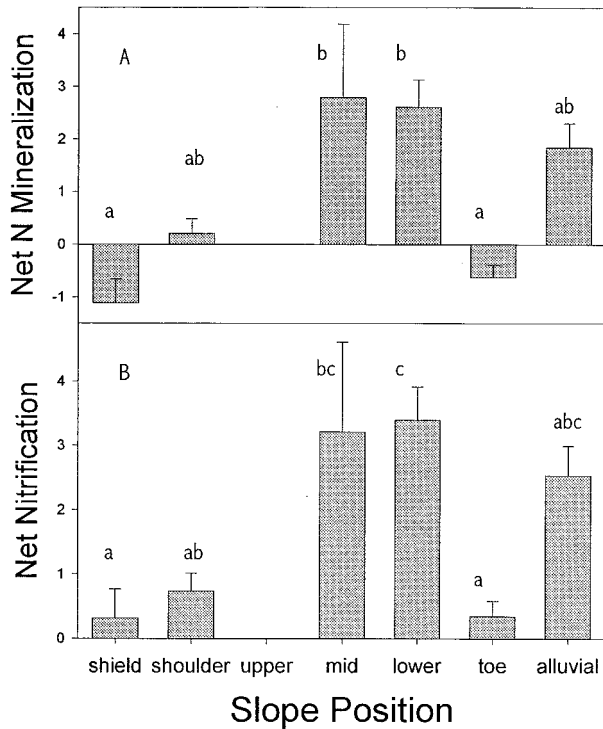 Net N Mineralization
4
3
2
1
0
-1
A
a
ab
b
b
a
ab
Net Nitrification
4
3
2
1
0
B
a
ab
bc
c
a
abc
shield shoulder upper mid lower toe alluvial
Slope Position